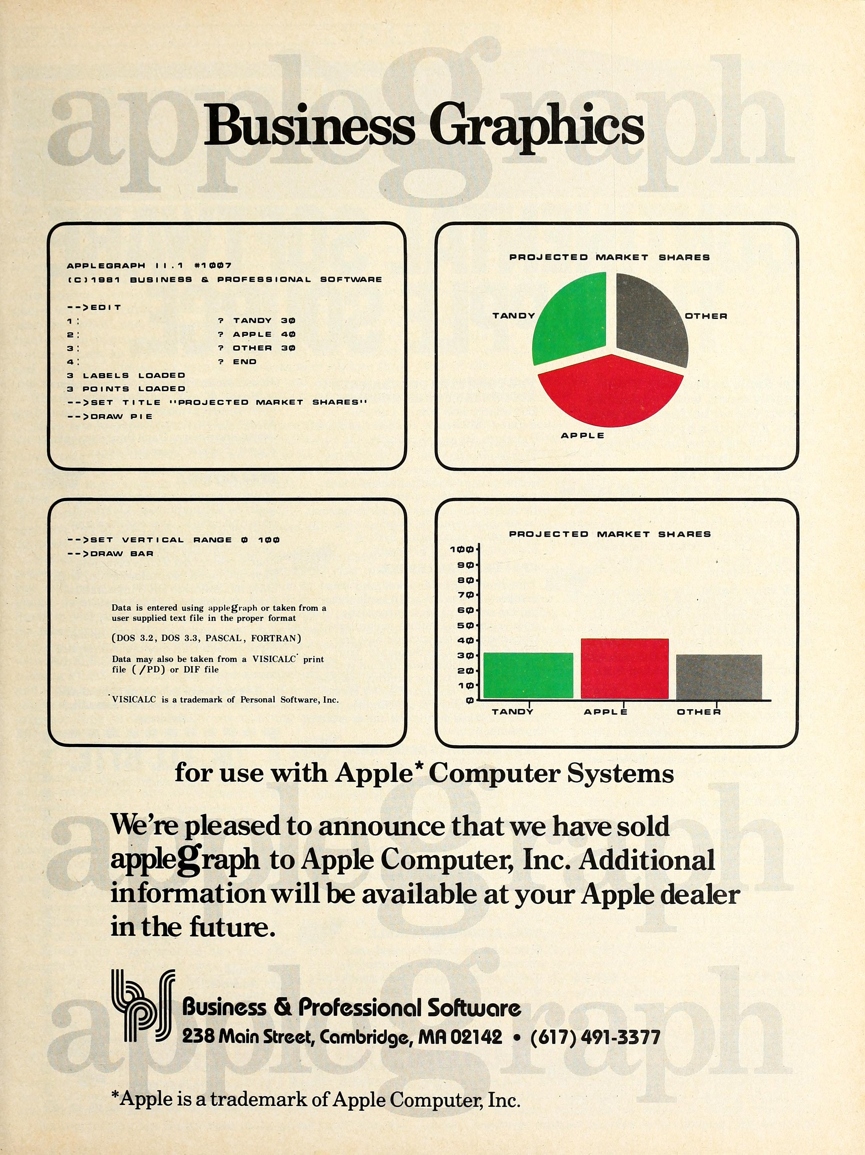 applegraph
Business Graphics
APPLEGRAPH II.1 #1007
(C)1981 BUSINESS & PROFESSIONAL SOFTWARE
-->EDIT
1: ? TANDY 30
2: ? APPLE 40
3: ? OTHER 30
4: ? END
3 LABELS LOADED
3 POINTS LOADED
-->SET TITLE "PROJECTED MARKET SHARES"
-->DRAW PIE
PROJECTED MARKET SHARES
TANDY
OTHER
APPLE
-->SET VERTICAL RANGE 0 100
-->DRAW BAR
Data is entered using applegraph or taken from a
user supplied text file in the proper format
(DOS 3.2, DOS 3.3, PASCAL, FORTRAN)
Data may also be taken from a VISICALC* print
file ( /PD) or DIF file
*VISICALC is a trademark of Personal Software, Inc.
PROJECTED MARKET SHARES
100
90
80
70
60
50
40
30
20
10
0
TANDY APPLE OTHER
for use with Apple* Computer Systems
applegraph
We're pleased to announce that we have sold
applegraph to Apple Computer, Inc. Additional
information will be available at your Apple dealer
in the future.
applegraph
bps
Business & Professional Software
238 Main Street, Cambridge, MA 02142 • (617) 491-3377
*Apple is a trademark of Apple Computer, Inc.